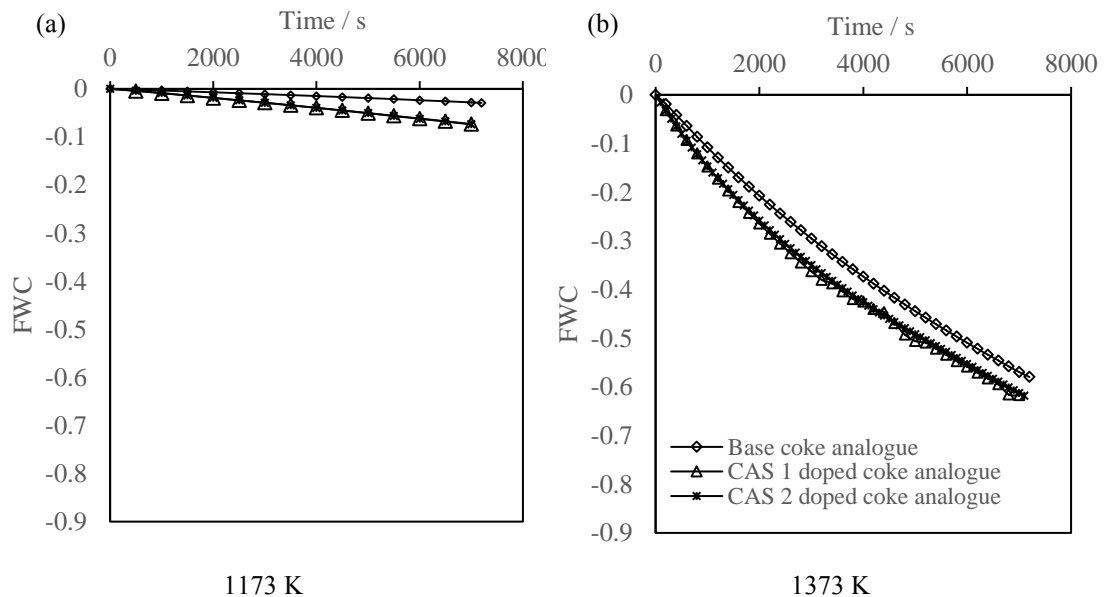 (a)
Time / s
0 2000 4000 6000 8000
0
-0.1
-0.2
-0.3
-0.4
-0.5
-0.6
-0.7
-0.8
-0.9
FWC
1173 K
(b)
Time / s
0 2000 4000 6000 8000
0
-0.1
-0.2
-0.3
-0.4
-0.5
-0.6
-0.7
-0.8
-0.9
FWC
Base coke analogue
CAS 1 doped coke analogue
CAS 2 doped coke analogue
1373 K